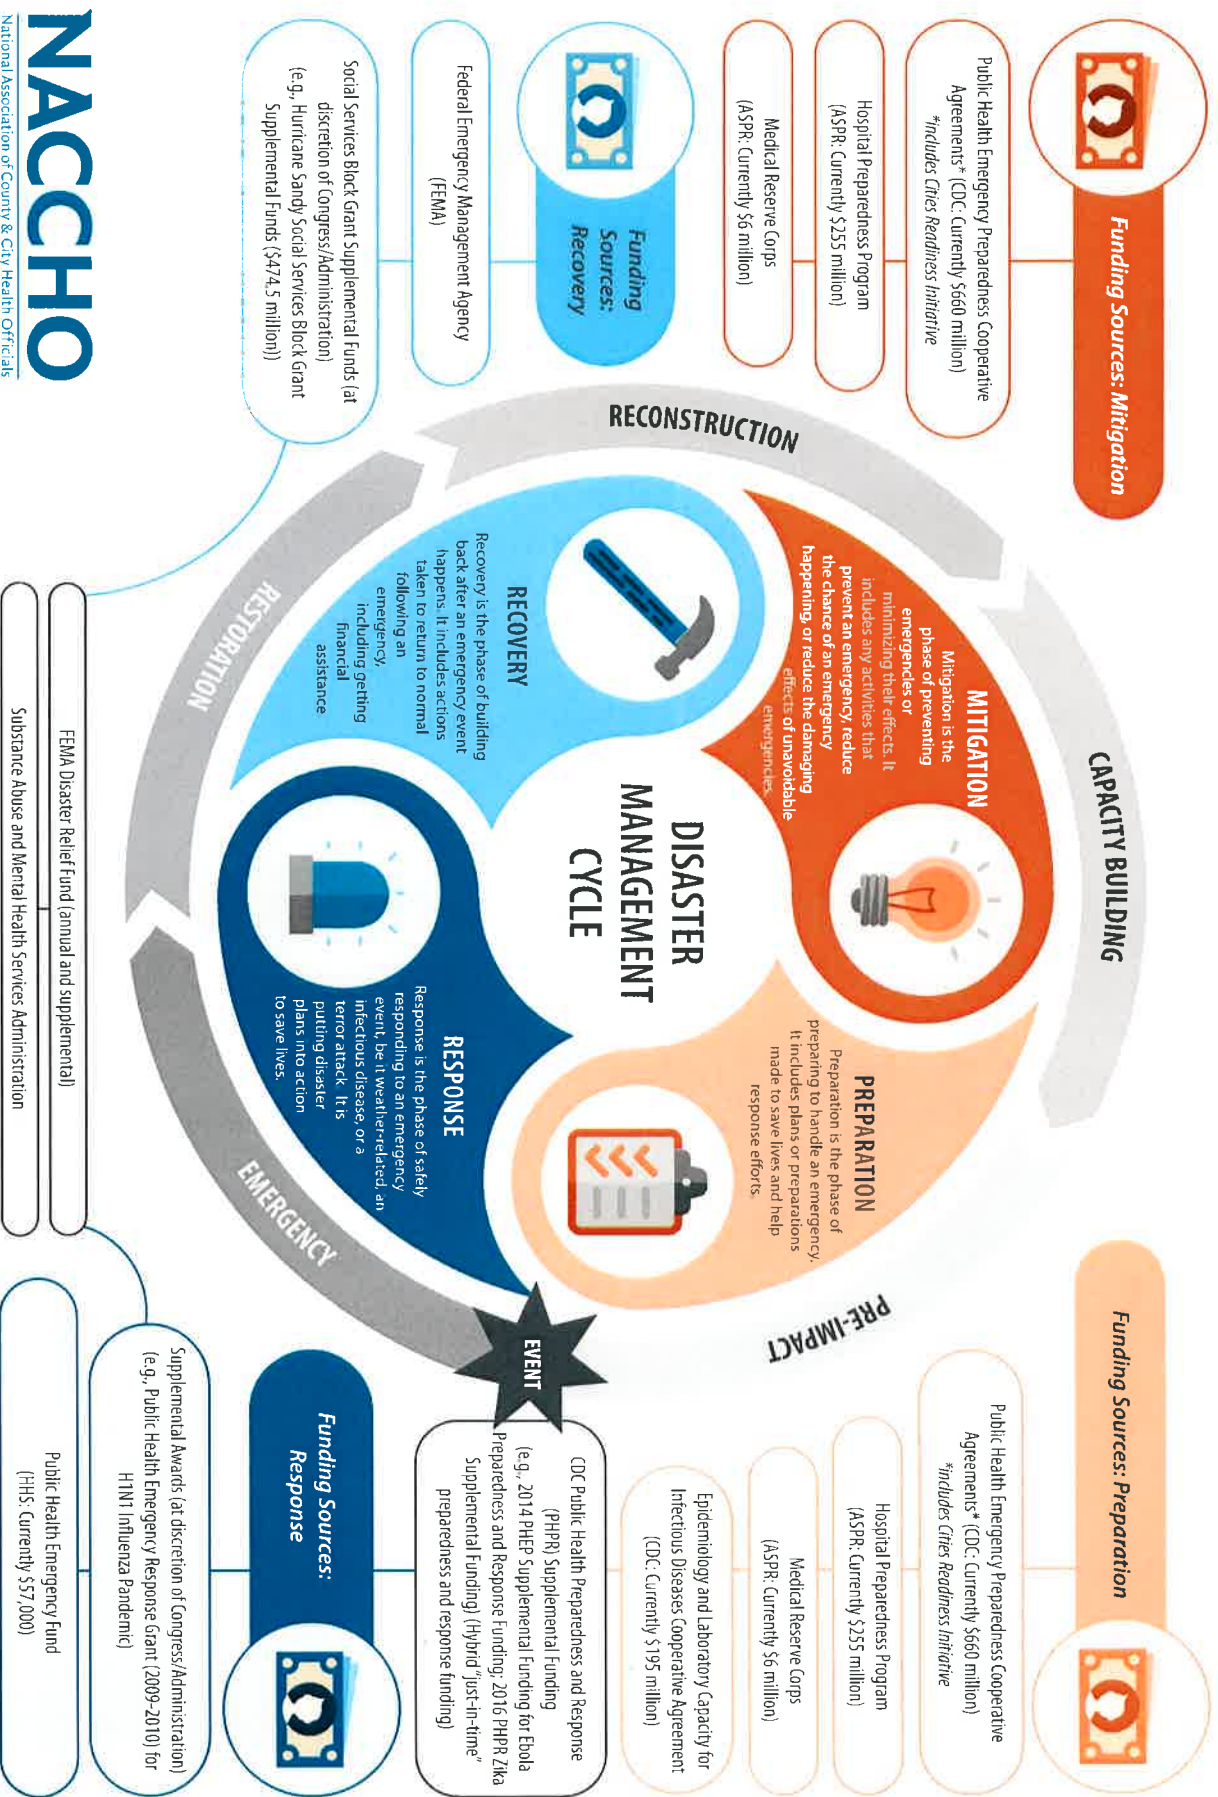 Funding Sources: Mitigation
Public Health Emergency Preparedness Cooperative
Agreements* (CDC: Currently $660 million)
*includes Cities Readiness Initiative
Hospital Preparedness Program
(ASPR: Currently $255 million)
Medical Reserve Corps
(ASPR: Currently $6 million)
Funding
Sources:
Recovery
Federal Emergency Management Agency
(FEMA)
Social Services Block Grant Supplemental Funds (at
discretion of Congress/Administration)
(e.g., Hurricane Sandy Social Services Block Grant
Supplemental Funds ($474.5 million))
NACCHO
National Association of County & City Health Officials
CAPACITY BUILDING
RECONSTRUCTION
RESTORATION
EMERGENCY
PRE-IMPACT
EVENT
DISASTER
MANAGEMENT
CYCLE
MITIGATION
Mitigation is the
phase of preventing
emergencies or
minimizing their effects. It
includes any activities that
prevent an emergency, reduce
the chance of an emergency
happening, or reduce the damaging
effects of unavoidable
emergencies.
PREPARATION
Preparation is the phase of
preparing to handle an emergency.
It includes plans or preparations
made to save lives and help
response efforts.
RECOVERY
Recovery is the phase of building
back after an emergency event
happens. It includes actions
taken to return to normal
following an
emergency,
including getting
financial
assistance
RESPONSE
Response is the phase of safely
responding to an emergency
event, be it weather-related, an
infectious disease, or a
terror attack. It is
putting disaster
plans into action
to save lives.
Funding Sources: Preparation
Public Health Emergency Preparedness Cooperative
Agreements* (CDC: Currently $660 million)
*includes Cities Readiness Initiative
Hospital Preparedness Program
(ASPR: Currently $255 million)
Medical Reserve Corps
(ASPR: Currently $6 million)
Epidemiology and Laboratory Capacity for
Infectious Diseases Cooperative Agreement
(CDC: Currently $195 million)
CDC Public Health Preparedness and Response
(PHPR) Supplemental Funding
(e.g., 2014 PHEP Supplemental Funding for Ebola
Preparedness and Response Funding; 2016 PHPR Zika
Supplemental Funding) (Hybrid "just-in-time"
preparedness and response funding)
Funding Sources:
Response
Supplemental Awards (at discretion of Congress/Administration)
(e.g., Public Health Emergency Response Grant (2009-2010) for
H1N1 Influenza Pandemic)
Public Health Emergency Fund
(HHS: Currently $57,000)
FEMA Disaster Relief Fund (annual and supplemental)
Substance Abuse and Mental Health Services Administration